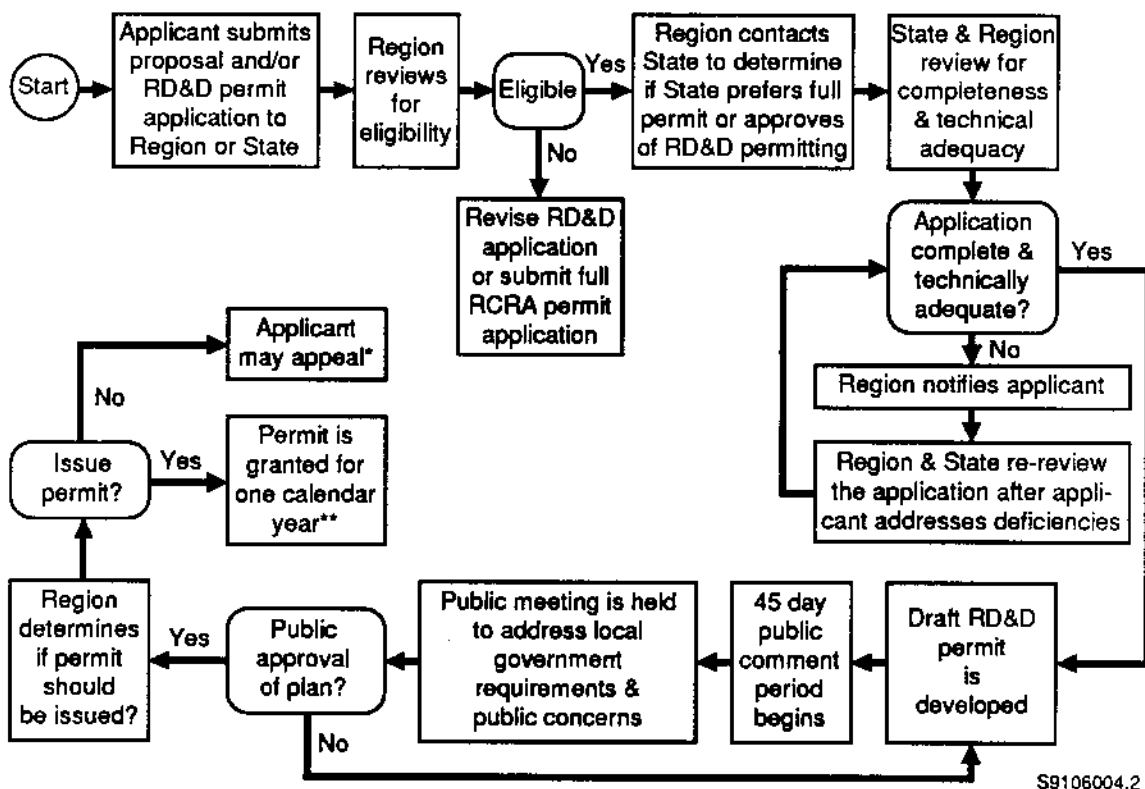 Start
Applicant submits
proposal and/or
RD&D permit
application to
Region or State
Region
reviews
for
eligibility
Eligible
Yes
No
Revise RD&D
application
or submit full
RCRA permit
application
Region contacts
State to determine
if State prefers full
permit or approves
of RD&D permitting
State & Region
review for
completeness
& technical
adequacy
Application
complete &
technically
adequate?
Yes
No
Region notifies applicant
Region & State re-review
the application after appli-
cant addresses deficiencies
Draft RD&D
permit
is
developed
45 day
public
comment
period
begins
Public meeting is held
to address local
government
requirements &
public concerns
Public
approval
of plan?
No
Yes
Region
determines
if permit
should
be issued?
Issue
permit?
No
Applicant
may appeal*
Yes
Permit is
granted for
one calendar
year**
S9106004.2